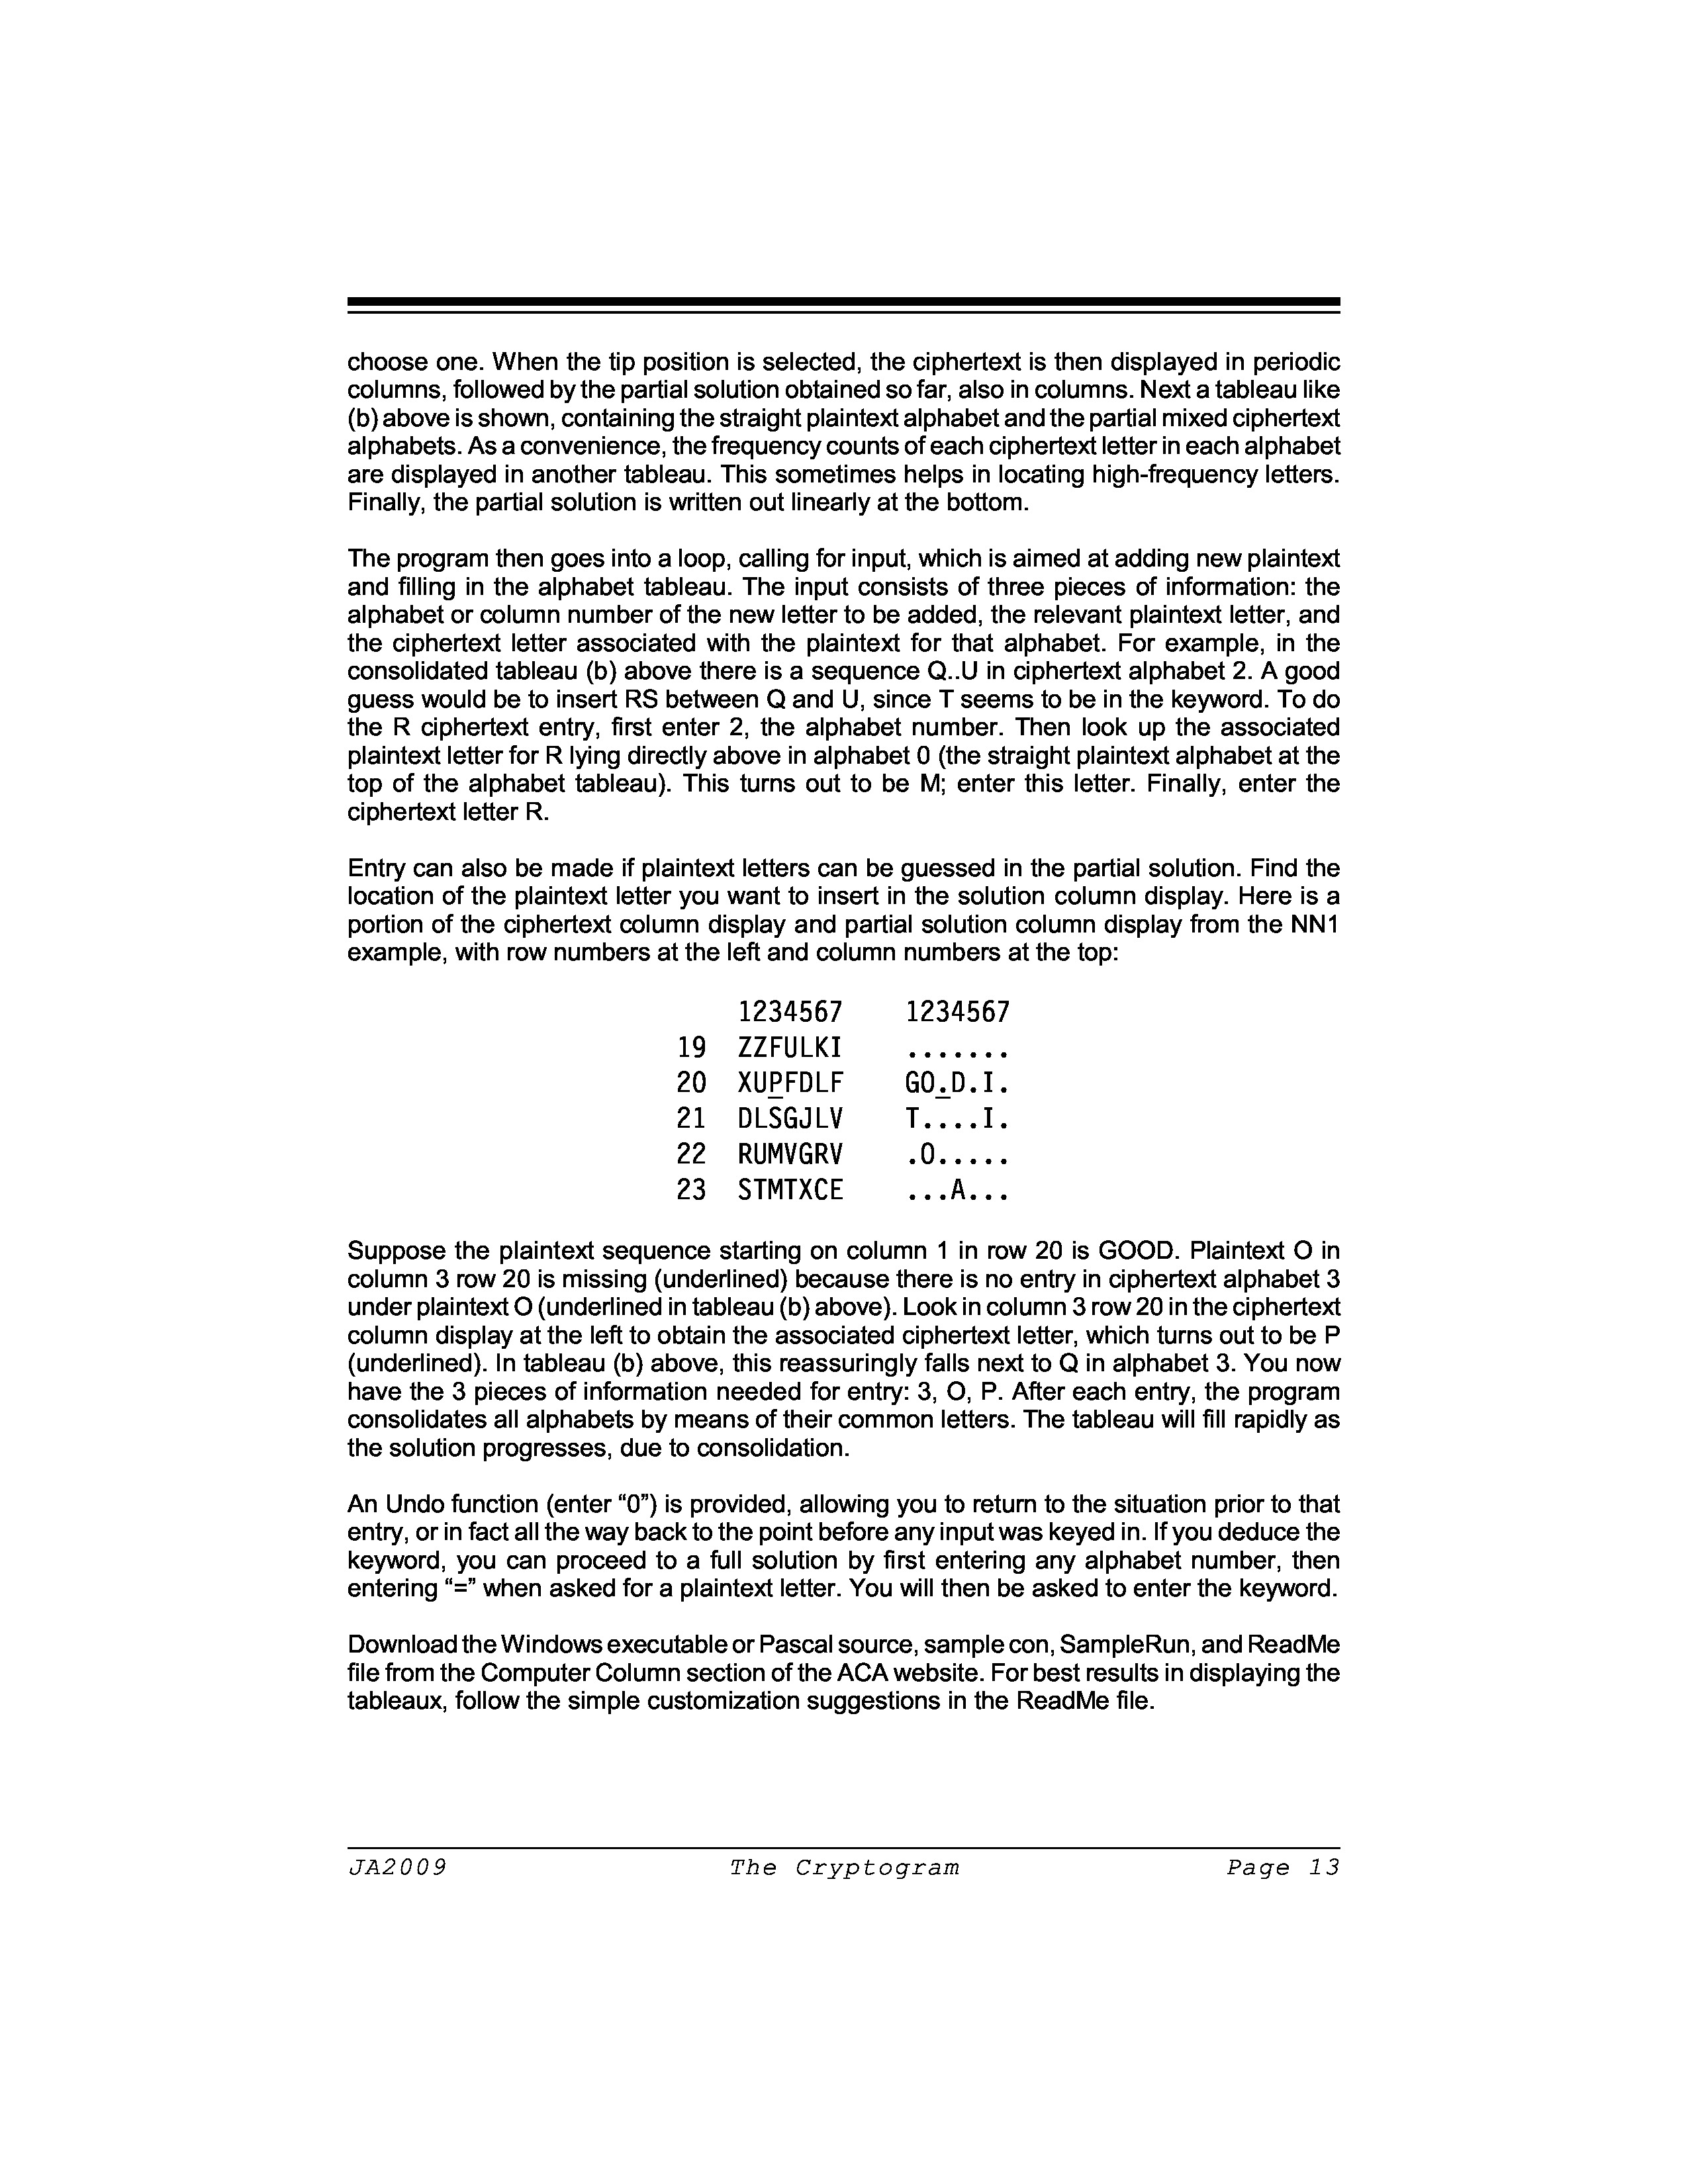 choose one. When the tip position is selected, the ciphertext is then displayed in periodic
columns, followed by the partial solution obtained so far, also in columns. Next a tableau like
(b) above is shown, containing the straight plaintext alphabet and the partial mixed ciphertext
alphabets. As a convenience, the frequency counts of each ciphertext letter in each alphabet
are displayed in another tableau. This sometimes helps in locating high-frequency letters.
Finally, the partial solution is written out linearly at the bottom.
The program then goes into a loop, calling for input, which is aimed at adding new plaintext
and filling in the alphabet tableau. The input consists of three pieces of information: the
alphabet or column number of the new letter to be added, the relevant plaintext letter, and
the ciphertext letter associated with the plaintext for that alphabet. For example, in the
consolidated tableau (b) above there is a sequence Q..U in ciphertext alphabet 2. A good
guess would be to insert RS between Q and U, since T seems to be in the keyword. To do
the R ciphertext entry, first enter 2, the alphabet number. Then look up the associated
plaintext letter for R lying directly above in alphabet 0 (the straight plaintext alphabet at the
top of the alphabet tableau). This turns out to be M; enter this letter. Finally, enter the
ciphertext letter R.
Entry can also be made if plaintext letters can be guessed in the partial solution. Find the
location of the plaintext letter you want to insert in the solution column display. Here is a
portion of the ciphertext column display and partial solution column display from the NN1
example, with row numbers at the left and column numbers at the top:
1234567 1234567
19 ZZFULKI .......
20 XUPFDLF GO.D.I.
21 DLSGJLV T....I.
22 RUMVGRV .O.....
23 STMTXCE ...A...
Suppose the plaintext sequence starting on column 1 in row 20 is GOOD. Plaintext O in
column 3 row 20 is missing (underlined) because there is no entry in ciphertext alphabet 3
under plaintext O (underlined in tableau (b) above). Look in column 3 row 20 in the ciphertext
column display at the left to obtain the associated ciphertext letter, which turns out to be P
(underlined). In tableau (b) above, this reassuringly falls next to Q in alphabet 3. You now
have the 3 pieces of information needed for entry: 3, O, P. After each entry, the program
consolidates all alphabets by means of their common letters. The tableau will fill rapidly as
the solution progresses, due to consolidation.
An Undo function (enter “0”) is provided, allowing you to return to the situation prior to that
entry, or in fact all the way back to the point before any input was keyed in. If you deduce the
keyword, you can proceed to a full solution by first entering any alphabet number, then
entering “=” when asked for a plaintext letter. You will then be asked to enter the keyword.
Download the Windows executable or Pascal source, sample con, SampleRun, and ReadMe
file from the Computer Column section of the ACA website. For best results in displaying the
tableaux, follow the simple customization suggestions in the ReadMe file.
JA2009 The Cryptogram Page 13